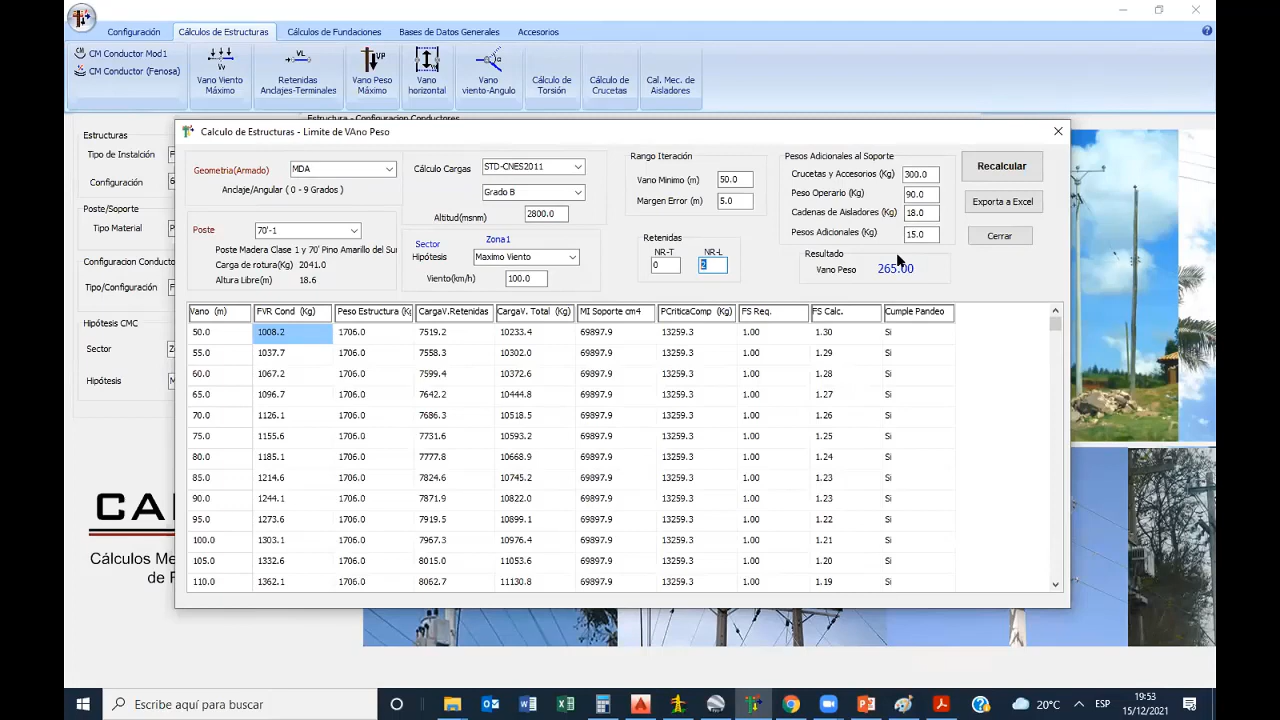 Configuración
Cálculos de Estructuras
Cálculos de Fundaciones
Bases de Datos Generales
Accesorios
CM Conductor Mod1
CM Conductor (Fenosa)
Vano Viento
Máximo
Retenidas
Anclajes-Terminales
Vano Peso
Máximo
Vano
horizontal
Vano
viento-Angulo
Cálculo de
Torsión
Cálculo de
Crucetas
Cal. Mec. de
Aisladores
Estructura - Configuracion Conductores
Estructuras
Tipo de Instalción
Configuración
Poste/Soporte
Tipo Material
Configuracion Conducto
Tipo/Configuración
Hipótesis CMC
Sector
Hipótesis
Calculo de Estructuras - Limite de VAno Peso
Geometria(Armado)
MDA
Anclaje/Angular ( 0 - 9 Grados )
Poste
70'-1
Poste Madera Clase 1 y 70' Pino Amarillo del Sur
Carga de rotura(Kg) 2041.0
Altura Libre(m) 18.6
Cálculo Cargas
STD-CNES2011
Grado B
Altitud(msnm) 2800.0
Sector Zona1
Hipótesis
Maximo Viento
Viento(km/h) 100.0
Rango Iteración
Vano Minimo (m) 50.0
Margen Error (m) 5.0
Retenidas
NR-T NR-L
0 2
Pesos Adicionales al Soporte
Crucetas y Accesorios (Kg) 300.0
Peso Operario (Kg) 90.0
Cadenas de Aisladores (Kg) 18.0
Pesos Adicionales (Kg) 15.0
Resultado
Vano Peso 265.00
Recalcular
Exporta a Excel
Cerrar
Vano (m) FVR Cond (Kg) Peso Estructura (Kg CargaV.Retenidas CargaV. Total (Kg) MI Soporte cm4 PCriticaComp (Kg) FS Req. FS Calc. Cumple Pandeo
50.0 1008.2 1706.0 7519.2 10233.4 69897.9 13259.3 1.00 1.30 Si
55.0 1037.7 1706.0 7558.3 10302.0 69897.9 13259.3 1.00 1.29 Si
60.0 1067.2 1706.0 7599.4 10372.6 69897.9 13259.3 1.00 1.28 Si
65.0 1096.7 1706.0 7642.2 10444.8 69897.9 13259.3 1.00 1.27 Si
70.0 1126.1 1706.0 7686.3 10518.5 69897.9 13259.3 1.00 1.26 Si
75.0 1155.6 1706.0 7731.6 10593.2 69897.9 13259.3 1.00 1.25 Si
80.0 1185.1 1706.0 7777.8 10668.9 69897.9 13259.3 1.00 1.24 Si
85.0 1214.6 1706.0 7824.6 10745.2 69897.9 13259.3 1.00 1.23 Si
90.0 1244.1 1706.0 7871.9 10822.0 69897.9 13259.3 1.00 1.23 Si
95.0 1273.6 1706.0 7919.5 10899.1 69897.9 13259.3 1.00 1.22 Si
100.0 1303.1 1706.0 7967.3 10976.4 69897.9 13259.3 1.00 1.21 Si
105.0 1332.6 1706.0 8015.0 11053.6 69897.9 13259.3 1.00 1.20 Si
110.0 1362.1 1706.0 8062.7 11130.8 69897.9 13259.3 1.00 1.19 Si
CA
Cálculos Me
de F
Escribe aquí para buscar
20°C
ESP
19:53
15/12/2021